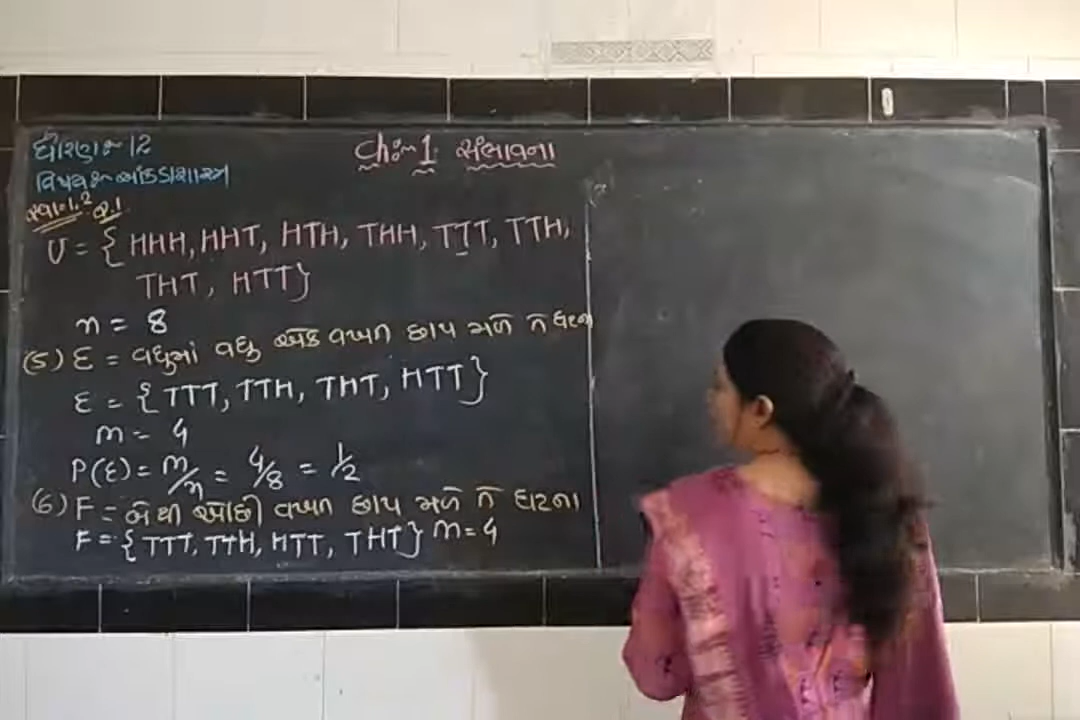 ધોરણઃ-12
Ch:-1: સંભાવના
વિષયઃ-આંકડાશાસ્ત્ર
સ્વા-1.2 પ્ર.1
U = { HHH, HHT, HTH, THH, TTT, TTH,
THT, HTT}
n = 8
(5) E = વધુમાં વધુ એક વખત છાપ મળે તે ઘટના
E = {TTT, TTH, THT, HTT}
m = 4
P(E) = m/n = 4/8 = 1/2
(6) F = બેથી ઓછી વખત છાપ મળે તે ઘટના
F = {TTT, TTH, HTT, THT} m = 4